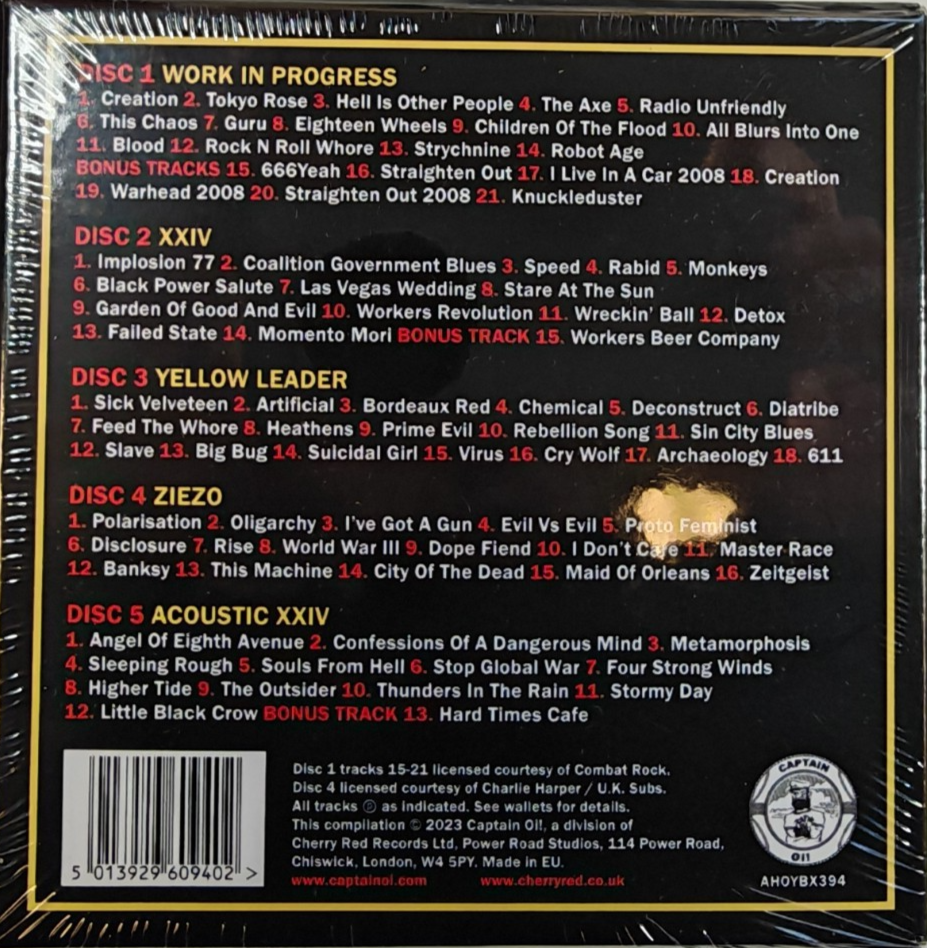 DISC 1 WORK IN PROGRESS
1. Creation 2. Tokyo Rose 3. Hell Is Other People 4. The Axe 5. Radio Unfriendly
6. This Chaos 7. Guru 8. Eighteen Wheels 9. Children Of The Flood 10. All Blurs Into One
11. Blood 12. Rock N Roll Whore 13. Strychnine 14. Robot Age
BONUS TRACKS 15. 666Yeah 16. Straighten Out 17. I Live In A Car 2008 18. Creation
19. Warhead 2008 20. Straighten Out 2008 21. Knuckleduster
DISC 2 XXIV
1. Implosion 77 2. Coalition Government Blues 3. Speed 4. Rabid 5. Monkeys
6. Black Power Salute 7. Las Vegas Wedding 8. Stare At The Sun
9. Garden Of Good And Evil 10. Workers Revolution 11. Wreckin' Ball 12. Detox
13. Failed State 14. Momento Mori BONUS TRACK 15. Workers Beer Company
DISC 3 YELLOW LEADER
1. Sick Velveteen 2. Artificial 3. Bordeaux Red 4. Chemical 5. Deconstruct 6. Diatribe
7. Feed The Whore 8. Heathens 9. Prime Evil 10. Rebellion Song 11. Sin City Blues
12. Slave 13. Big Bug 14. Suicidal Girl 15. Virus 16. Cry Wolf 17. Archaeology 18. 611
DISC 4 ZIEZO
1. Polarisation 2. Oligarchy 3. I've Got A Gun 4. Evil Vs Evil 5. Proto Feminist
6. Disclosure 7. Rise 8. World War III 9. Dope Fiend 10. I Don't Care 11. Master Race
12. Banksy 13. This Machine 14. City Of The Dead 15. Maid Of Orleans 16. Zeitgeist
DISC 5 ACOUSTIC XXIV
1. Angel Of Eighth Avenue 2. Confessions Of A Dangerous Mind 3. Metamorphosis
4. Sleeping Rough 5. Souls From Hell 6. Stop Global War 7. Four Strong Winds
8. Higher Tide 9. The Outsider 10. Thunders In The Rain 11. Stormy Day
12. Little Black Crow BONUS TRACK 13. Hard Times Cafe
Disc 1 tracks 15-21 licensed courtesy of Combat Rock.
Disc 4 licensed courtesy of Charlie Harper / U.K. Subs.
All tracks ℗ as indicated. See wallets for details.
This compilation © 2023 Captain Oi!, a division of
Cherry Red Records Ltd, Power Road Studios, 114 Power Road,
Chiswick, London, W4 5PY. Made in EU.
www.captainoi.com www.cherryred.co.uk
5 013929 609402 >
CAPTAIN
OI!
AHOYBX394